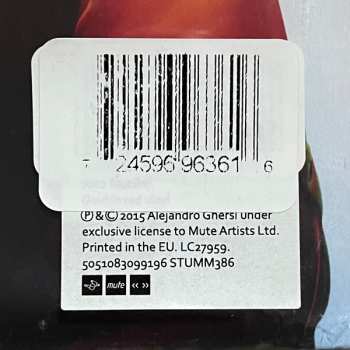 7 24596 96361 6
℗ & © 2015 Alejandro Ghersi under
exclusive license to Mute Artists Ltd.
Printed in the EU. LC27959.
5051083099196 STUMM386
mute